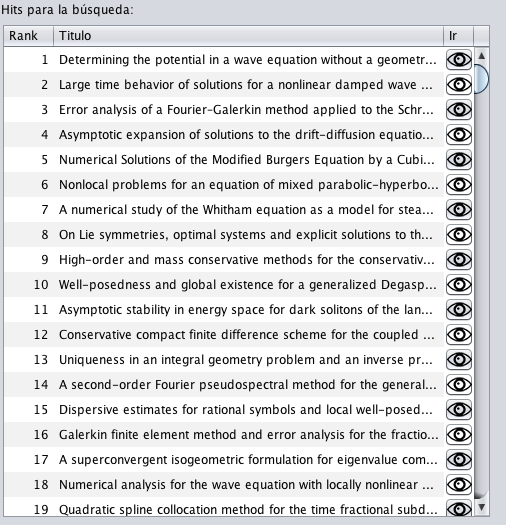 Hits para la búsqueda:
Rank Titulo Ir
1 Determining the potential in a wave equation without a geometr...
2 Large time behavior of solutions for a nonlinear damped wave ...
3 Error analysis of a Fourier-Galerkin method applied to the Schr...
4 Asymptotic expansion of solutions to the drift-diffusion equatio...
5 Numerical Solutions of the Modified Burgers Equation by a Cubi...
6 Nonlocal problems for an equation of mixed parabolic-hyperbo...
7 A numerical study of the Whitham equation as a model for stea...
8 On Lie symmetries, optimal systems and explicit solutions to th...
9 High-order and mass conservative methods for the conservativ...
10 Well-posedness and global existence for a generalized Degasp...
11 Asymptotic stability in energy space for dark solitons of the lan...
12 Conservative compact finite difference scheme for the coupled ...
13 Uniqueness in an integral geometry problem and an inverse pr...
14 A second-order Fourier pseudospectral method for the general...
15 Dispersive estimates for rational symbols and local well-posed...
16 Galerkin finite element method and error analysis for the fractio...
17 A superconvergent isogeometric formulation for eigenvalue com...
18 Numerical analysis for the wave equation with locally nonlinear ...
19 Quadratic spline collocation method for the time fractional subd...